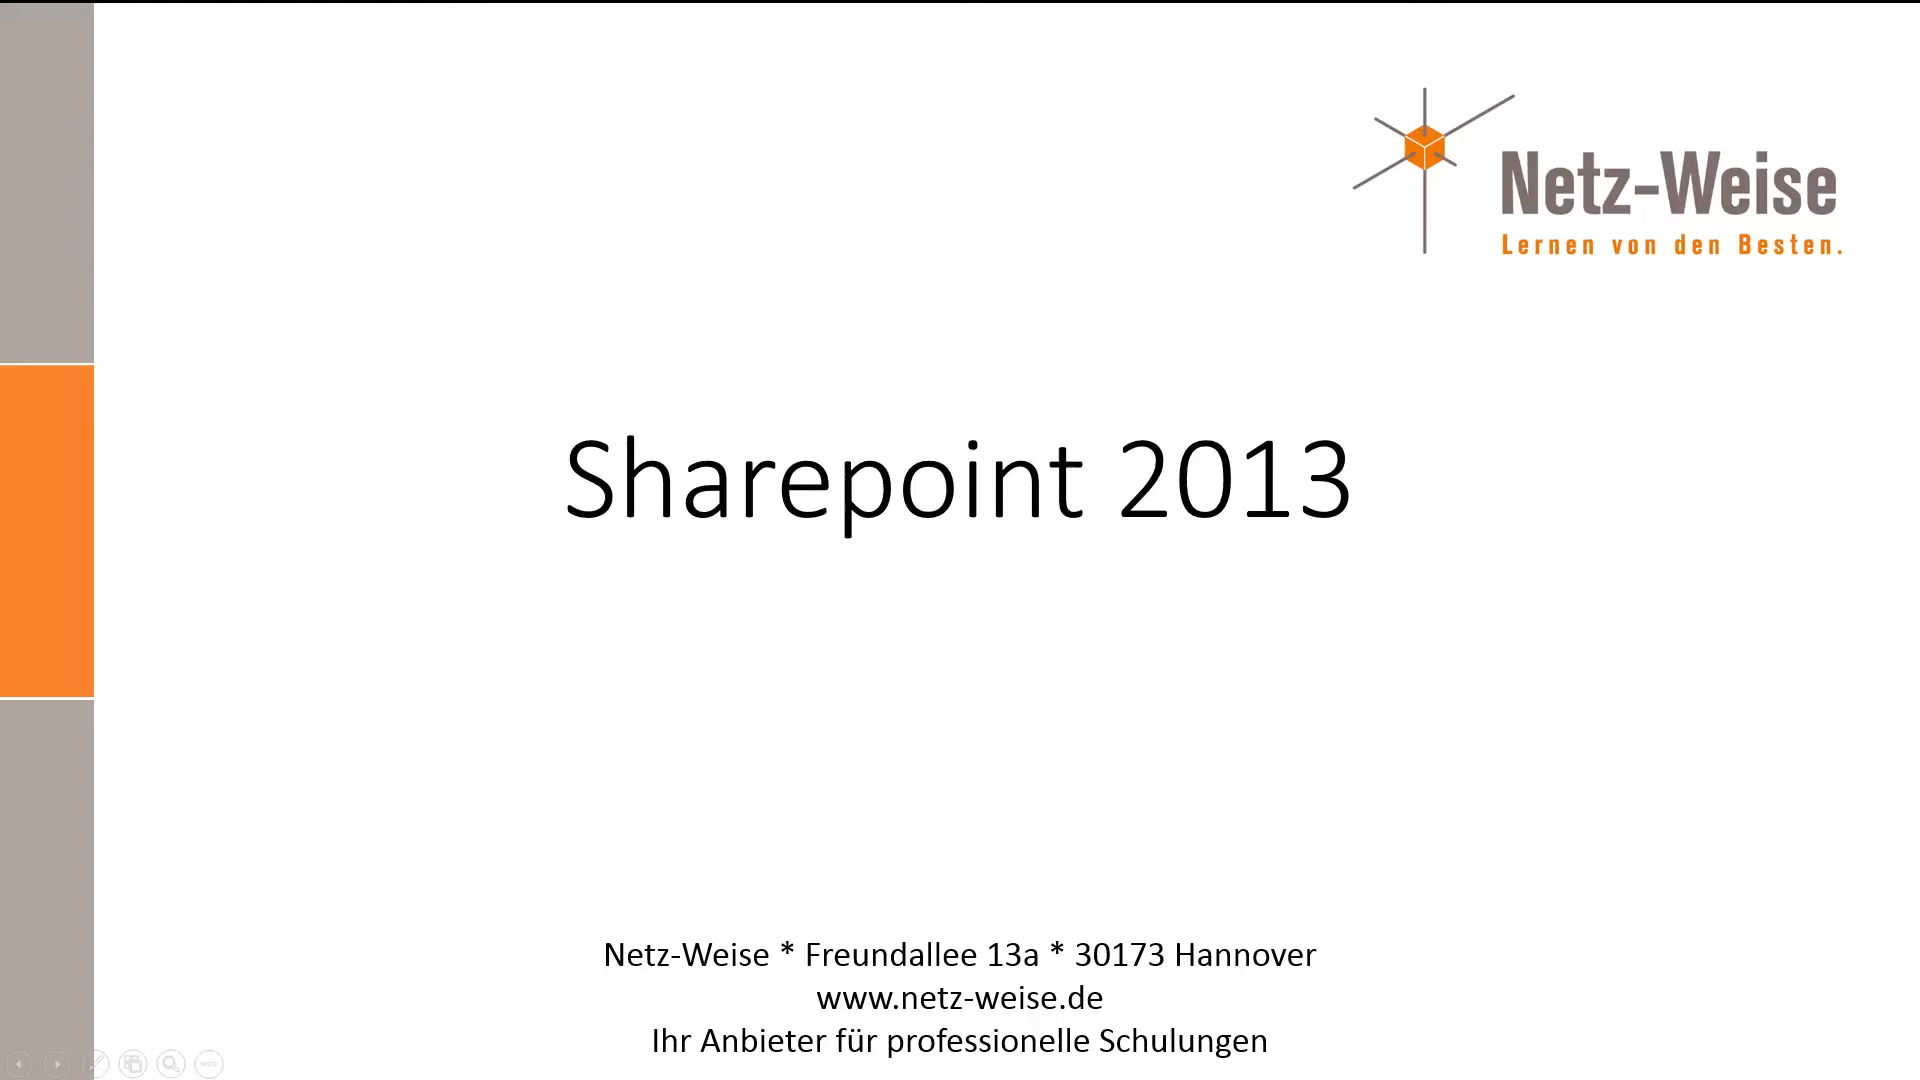 Netz-Weise
Lernen von den Besten.
Sharepoint 2013
Netz-Weise * Freundallee 13a * 30173 Hannover
www.netz-weise.de
Ihr Anbieter für professionelle Schulungen